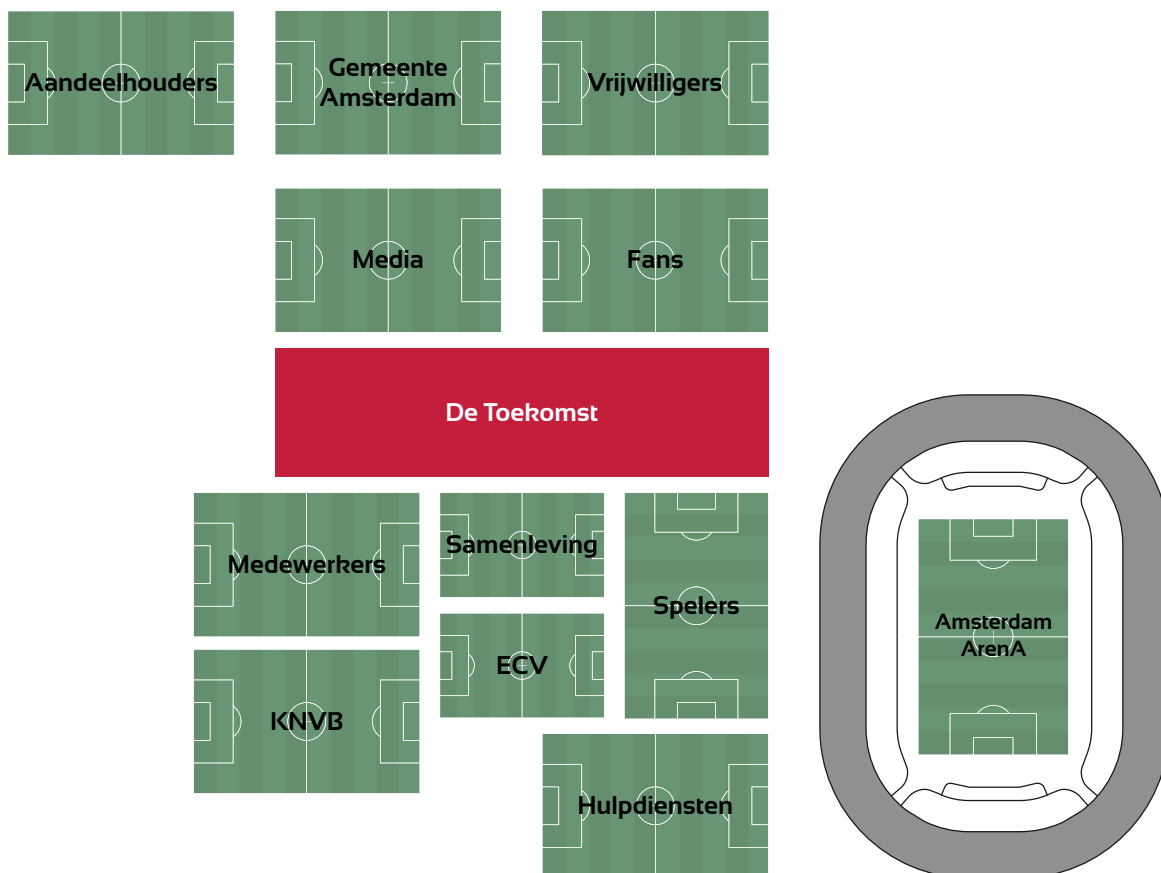 Aandeelhouders
Gemeente
Amsterdam
Vrijwilligers
Media
Fans
De Toekomst
Medewerkers
Samenleving
Spelers
ECV
KNVB
Hulpdiensten
Amsterdam
ArenA